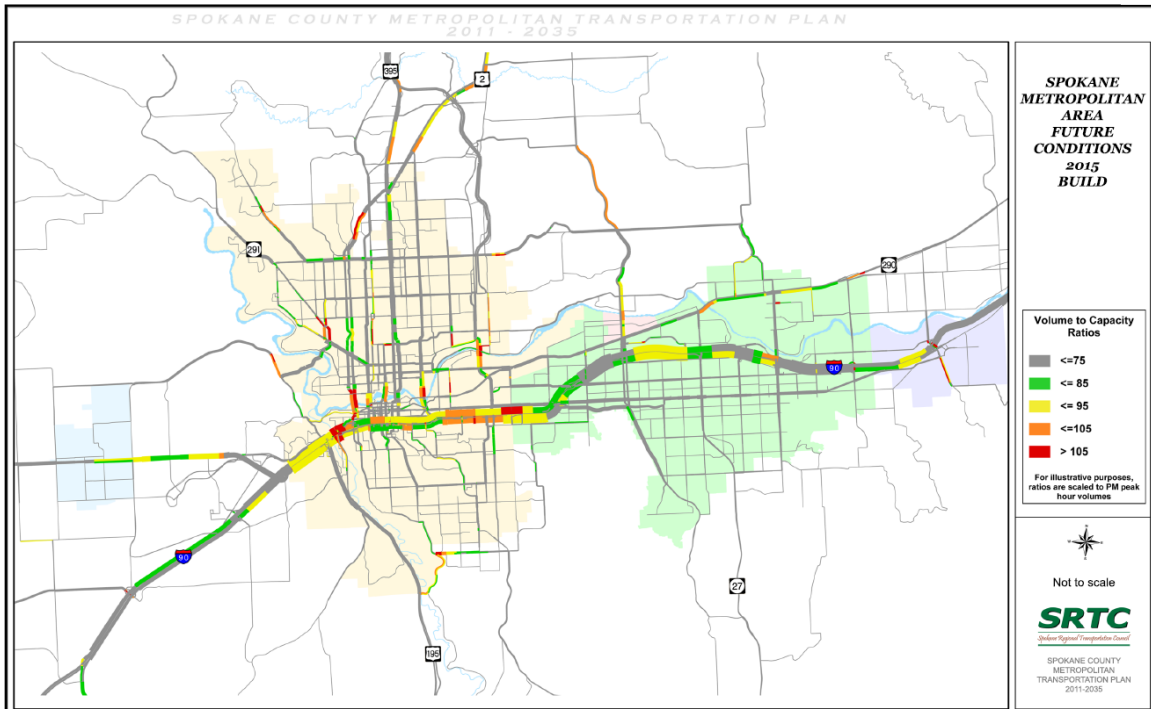 SPOKANE COUNTY METROPOLITAN TRANSPORTATION PLAN
2011 - 2035
395
2
291
290
90
90
27
195
SPOKANE
METROPOLITAN
AREA
FUTURE
CONDITIONS
2015
BUILD
Volume to Capacity
Ratios
<=75
<= 85
<= 95
<=105
> 105
For illustrative purposes,
ratios are scaled to PM peak
hour volumes
Not to scale
SRTC
Spokane Regional Transportation Council
SPOKANE COUNTY
METROPOLITAN
TRANSPORTATION PLAN
2011-2035